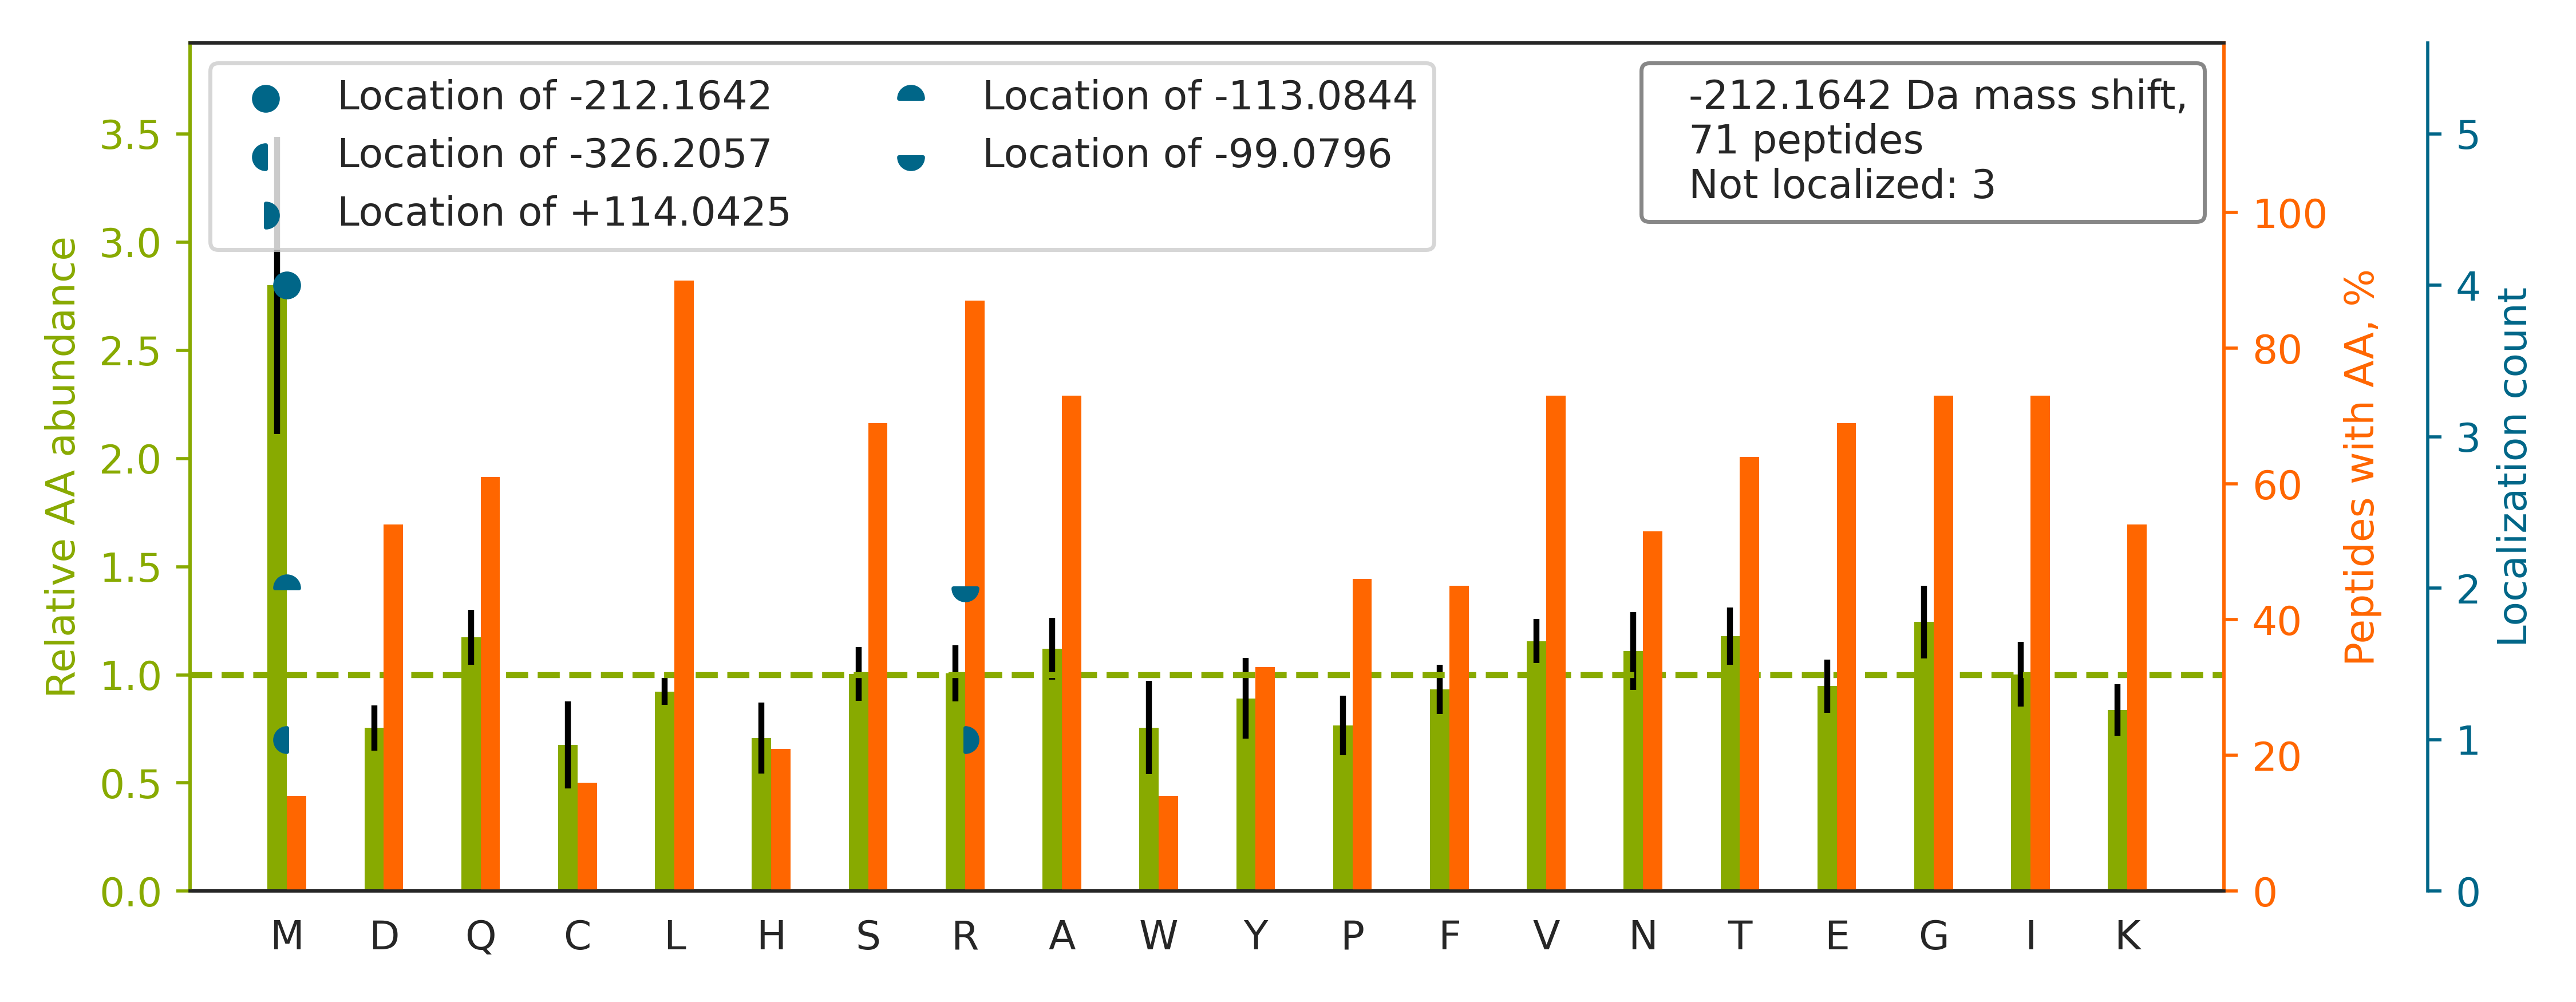 Location of -212.1642
Location of -326.2057
Location of +114.0425
Location of -113.0844
Location of -99.0796
-212.1642 Da mass shift,
71 peptides
Not localized: 3
Relative AA abundance
3.5
3.0
2.5
2.0
1.5
1.0
0.5
0.0
M D Q C L H S R A W Y P F V N T E G I K
100
80
60
40
20
0
Peptides with AA, %
5
4
3
2
1
0
Localization count